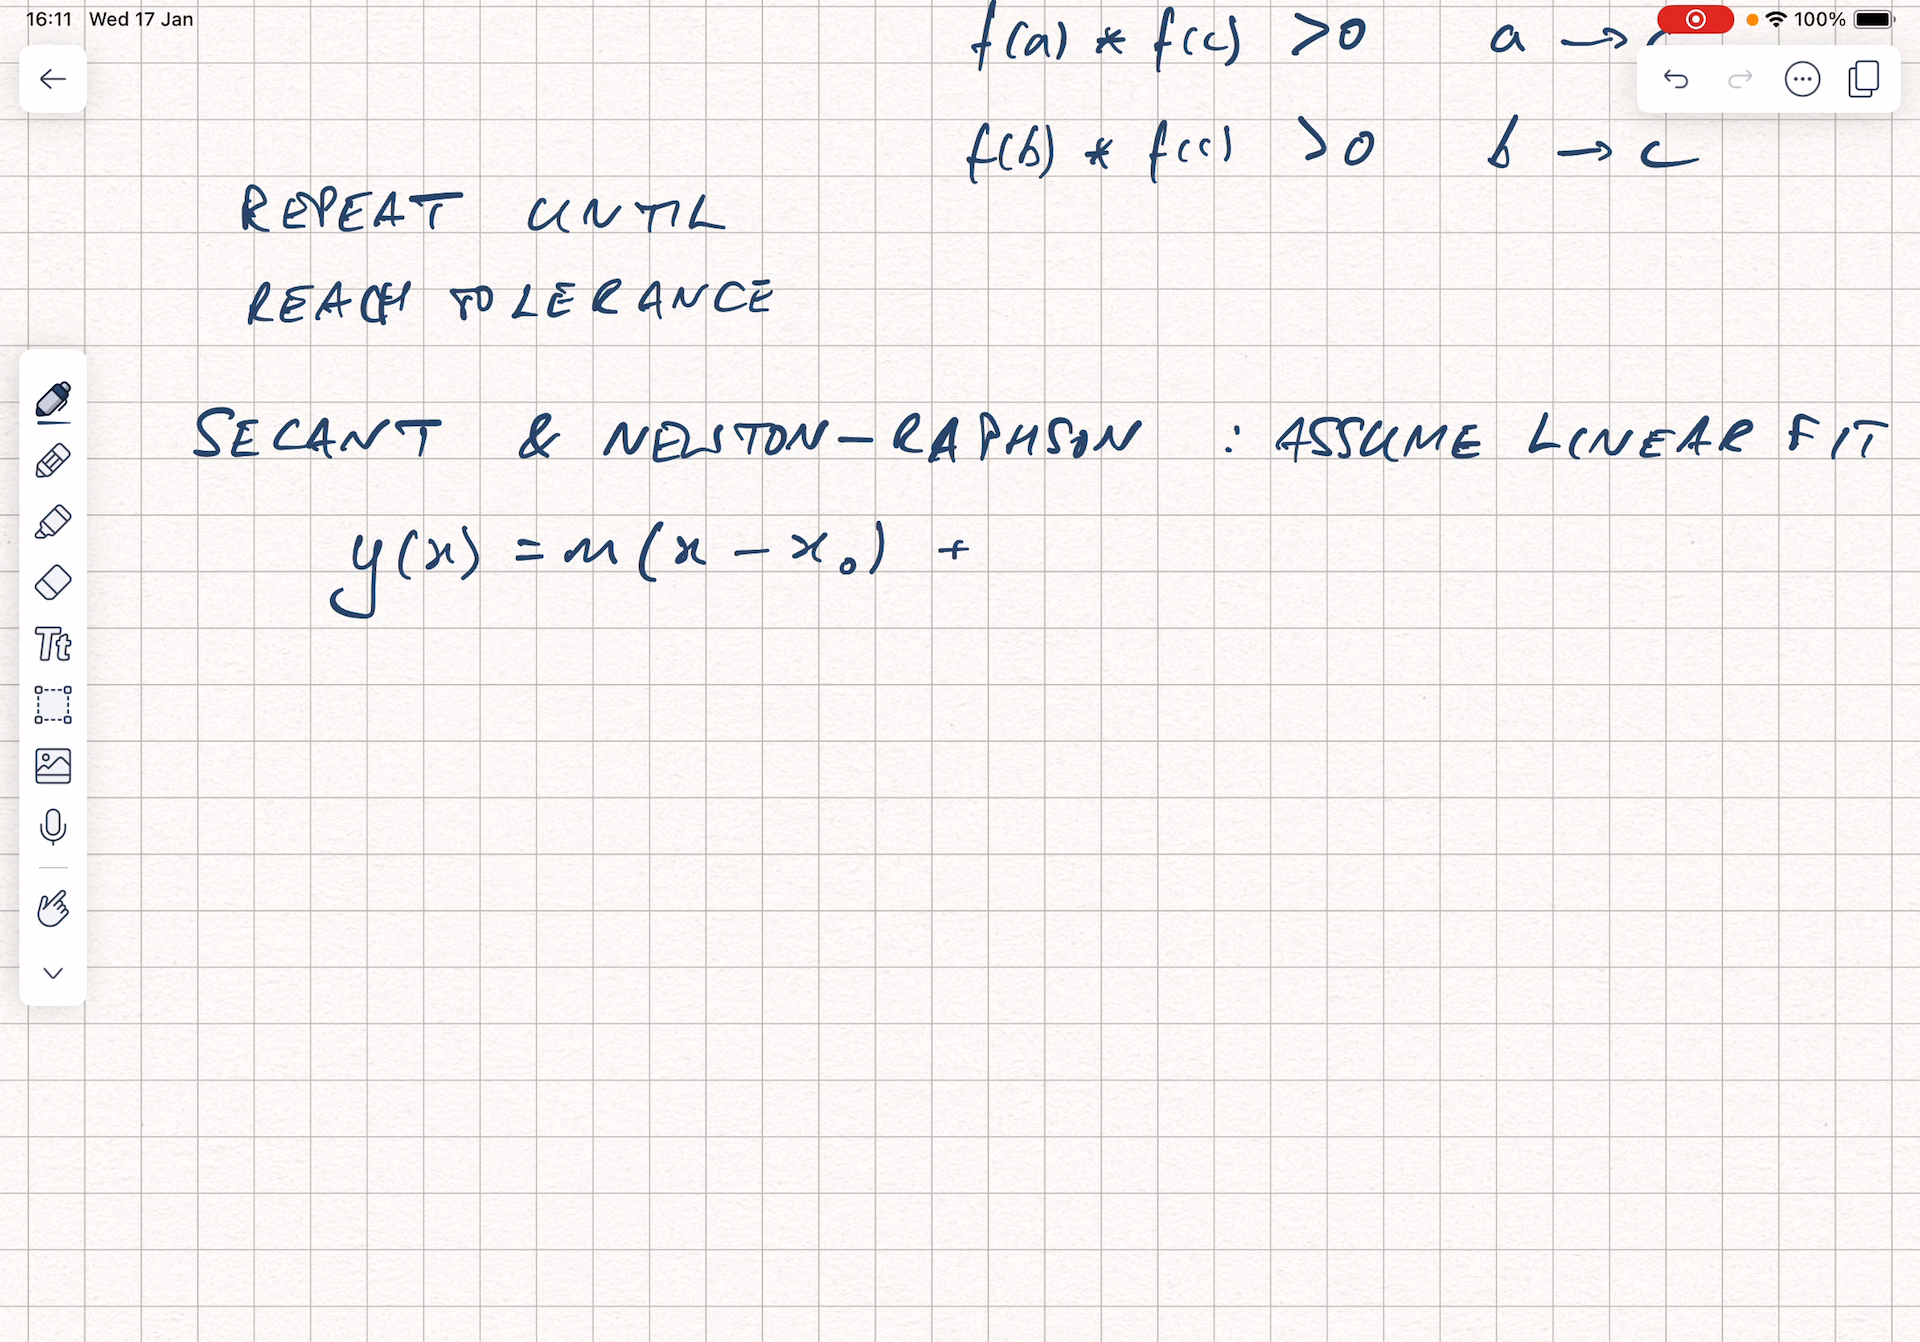 16:11 Wed 17 Jan 100%
f(a) * f(c) >0 a →
f(b) * f(c) >0 b → c
REPEAT UNTIL
REACH TOLERANCE
SECANT & NEWTON-RAPHSON : ASSUME LINEAR FIT
y(x) = m(x - x₀) +
Tt